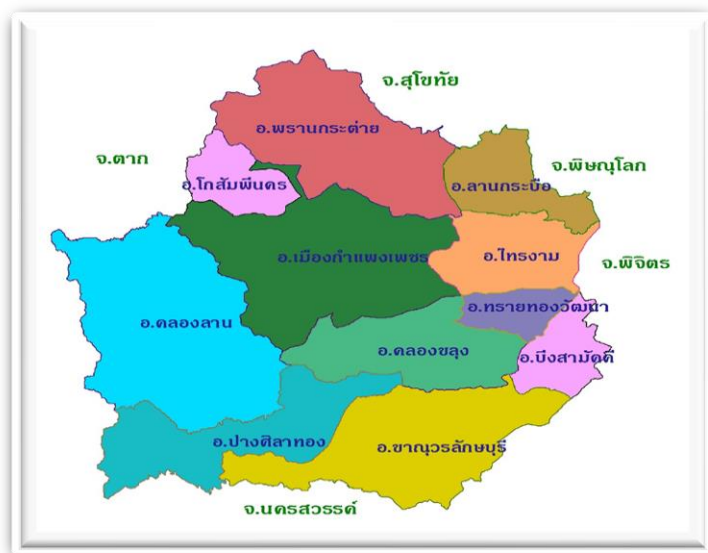 จ.สุโขทัย
อ.พรานกระต่าย
จ.ตาก
จ.พิษณุโลก
อ.โกสัมพีนคร
อ.ลานกระบือ
อ.เมืองกำแพงเพชร
อ.ไทรงาม
จ.พิจิตร
อ.ทรายทองวัฒนา
อ.คลองลาน
อ.คลองขลุง
อ.บึงสามัคคี
อ.ปางศิลาทอง
อ.ขาณุวรลักษบุรี
จ.นครสวรรค์